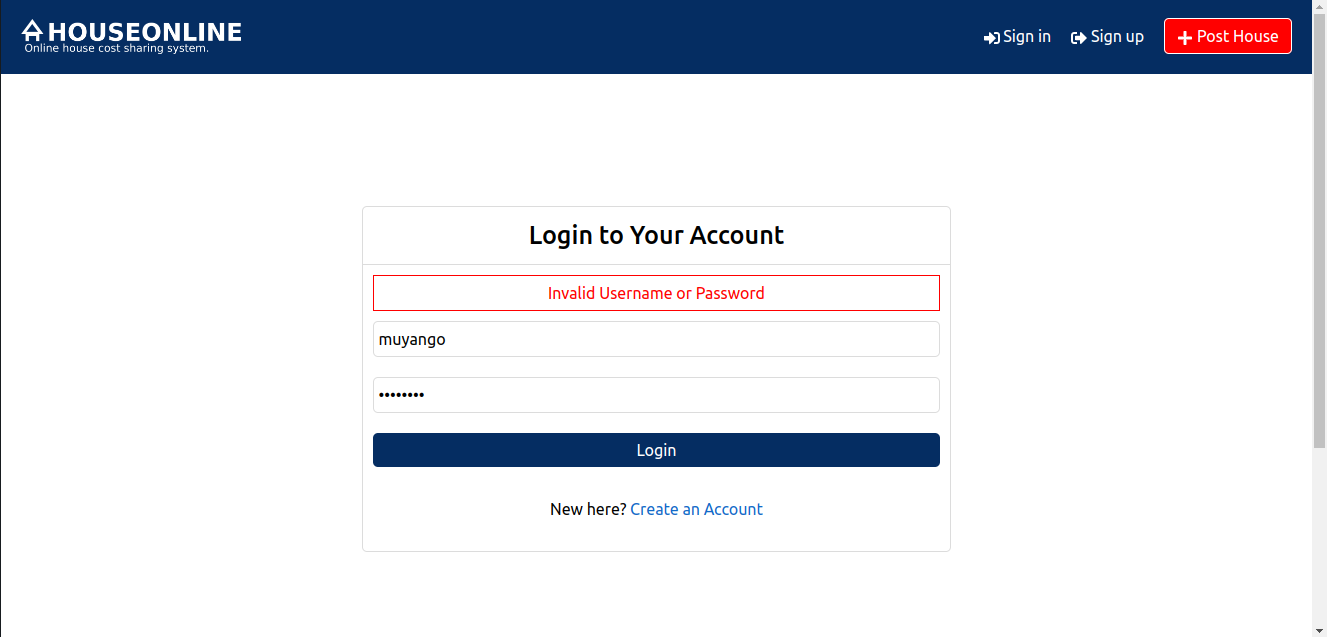 HOUSEONLINE
Online house cost sharing system.
Sign in
Sign up
Post House
Login to Your Account
Invalid Username or Password
muyango
••••••••
Login
New here? Create an Account